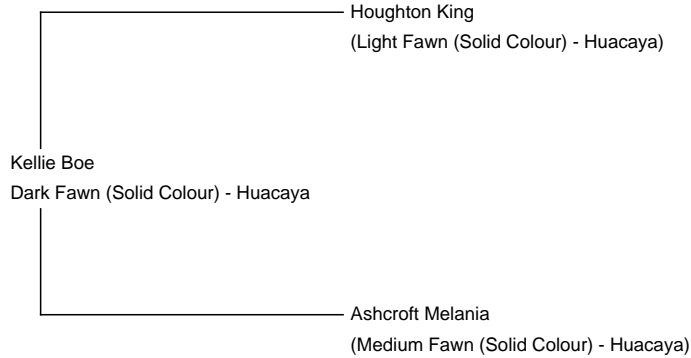 Houghton King
(Light Fawn (Solid Colour) - Huacaya)
Kellie Boe
Dark Fawn (Solid Colour) - Huacaya
Ashcroft Melania
(Medium Fawn (Solid Colour) - Huacaya)